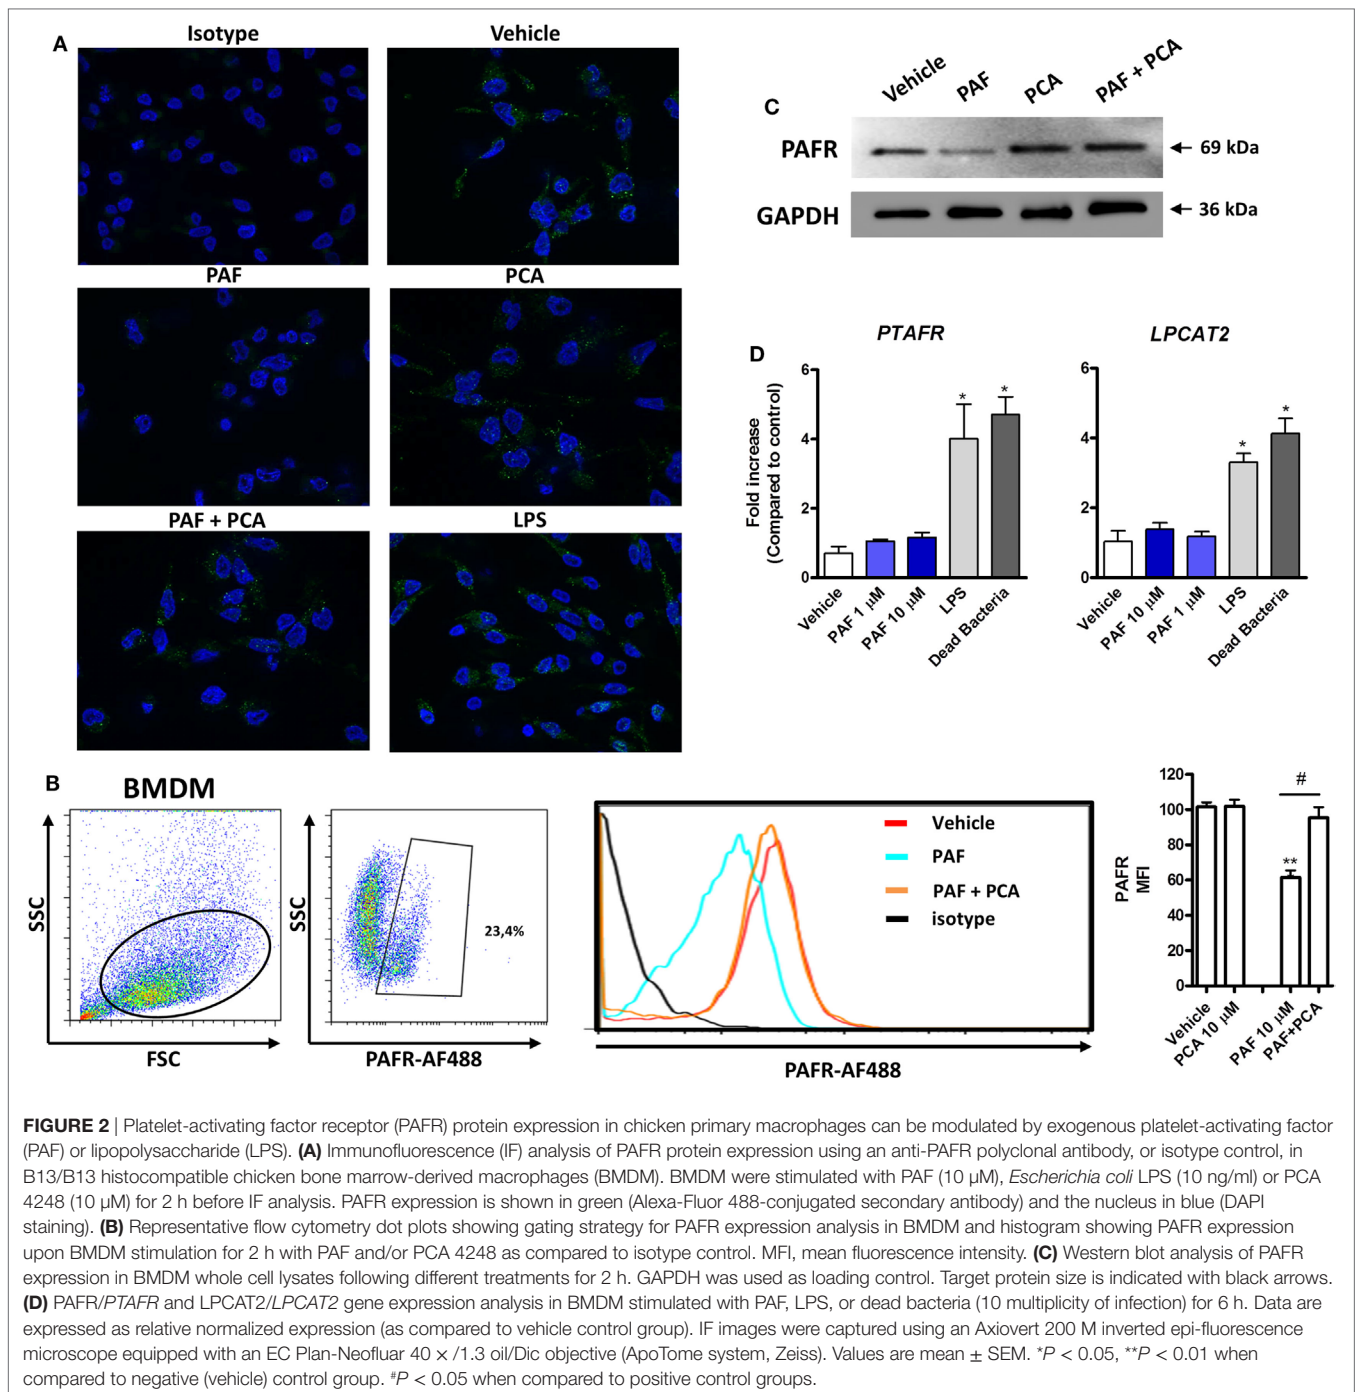 A
Isotype
Vehicle
PAF
PCA
PAF + PCA
LPS
C
Vehicle
PAF
PCA
PAF + PCA
PAFR
69 kDa
GAPDH
36 kDa
D
PTAFR
Fold increase
(Compared to control)
6
4
2
0
*
*
Vehicle
PAF 1 µM
PAF 10 µM
LPS
Dead Bacteria
LPCAT2
6
4
2
0
*
*
Vehicle
PAF 10 µM
PAF 1 µM
LPS
Dead Bacteria
B
BMDM
SSC
FSC
SSC
23,4%
PAFR-AF488
Vehicle
PAF
PAF + PCA
isotype
PAFR-AF488
PAFR
MFI
120
100
80
60
40
20
0
**
#
Vehicle
PCA 10 µM
PAF 10 µM
PAF+PCA
FIGURE 2 | Platelet-activating factor receptor (PAFR) protein expression in chicken primary macrophages can be modulated by exogenous platelet-activating factor
(PAF) or lipopolysaccharide (LPS). (A) Immunofluorescence (IF) analysis of PAFR protein expression using an anti-PAFR polyclonal antibody, or isotype control, in
B13/B13 histocompatible chicken bone marrow-derived macrophages (BMDM). BMDM were stimulated with PAF (10 µM), Escherichia coli LPS (10 ng/ml) or PCA
4248 (10 µM) for 2 h before IF analysis. PAFR expression is shown in green (Alexa-Fluor 488-conjugated secondary antibody) and the nucleus in blue (DAPI
staining). (B) Representative flow cytometry dot plots showing gating strategy for PAFR expression analysis in BMDM and histogram showing PAFR expression
upon BMDM stimulation for 2 h with PAF and/or PCA 4248 as compared to isotype control. MFI, mean fluorescence intensity. (C) Western blot analysis of PAFR
expression in BMDM whole cell lysates following different treatments for 2 h. GAPDH was used as loading control. Target protein size is indicated with black arrows.
(D) PAFR/PTAFR and LPCAT2/LPCAT2 gene expression analysis in BMDM stimulated with PAF, LPS, or dead bacteria (10 multiplicity of infection) for 6 h. Data are
expressed as relative normalized expression (as compared to vehicle control group). IF images were captured using an Axiovert 200 M inverted epi-fluorescence
microscope equipped with an EC Plan-Neofluar 40 × /1.3 oil/Dic objective (ApoTome system, Zeiss). Values are mean ± SEM. *P < 0.05, **P < 0.01 when
compared to negative (vehicle) control group. #P < 0.05 when compared to positive control groups.